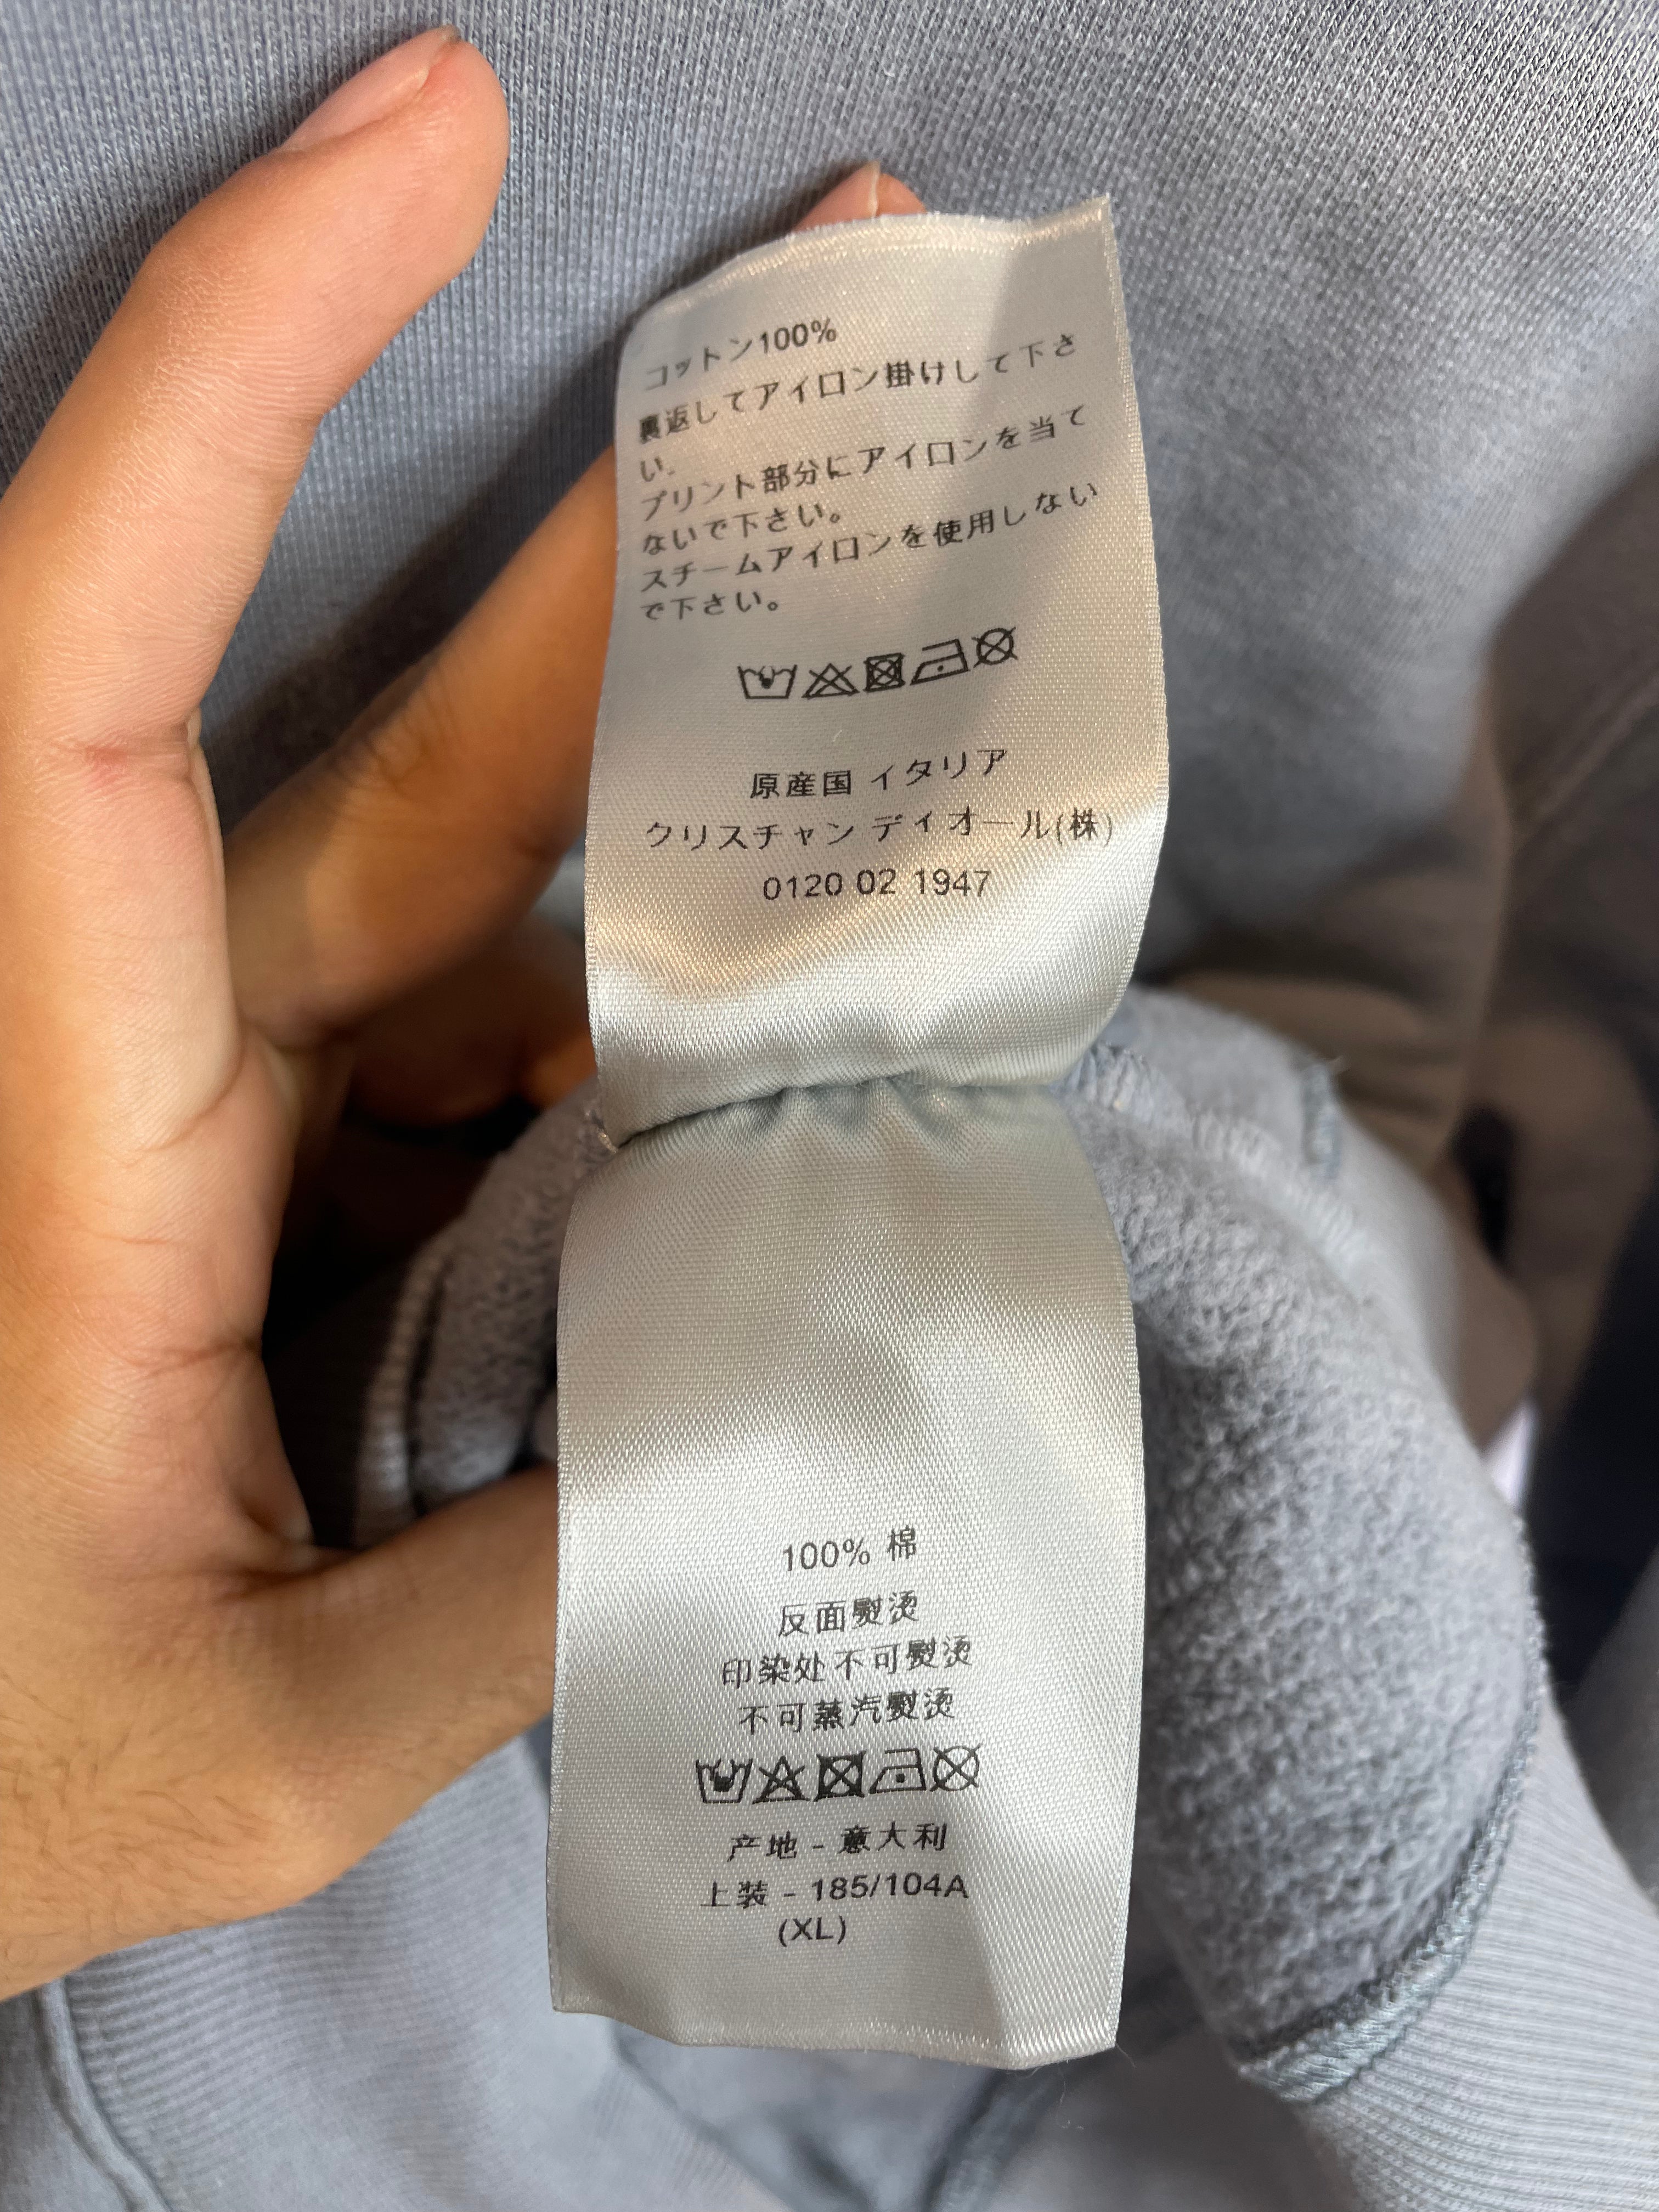 コットン100%
裏返してアイロン掛けして下さ
い.
プリント部分にアイロンを当て
ないで下さい。
スチームアイロンを使用しない
で下さい。
原産国 イタリア
クリスチャン ディオール(株)
0120 02 1947
100% 棉
反面熨烫
印染处不可熨烫
不可蒸汽熨烫
产地 - 意大利
上装 - 185/104A
(XL)